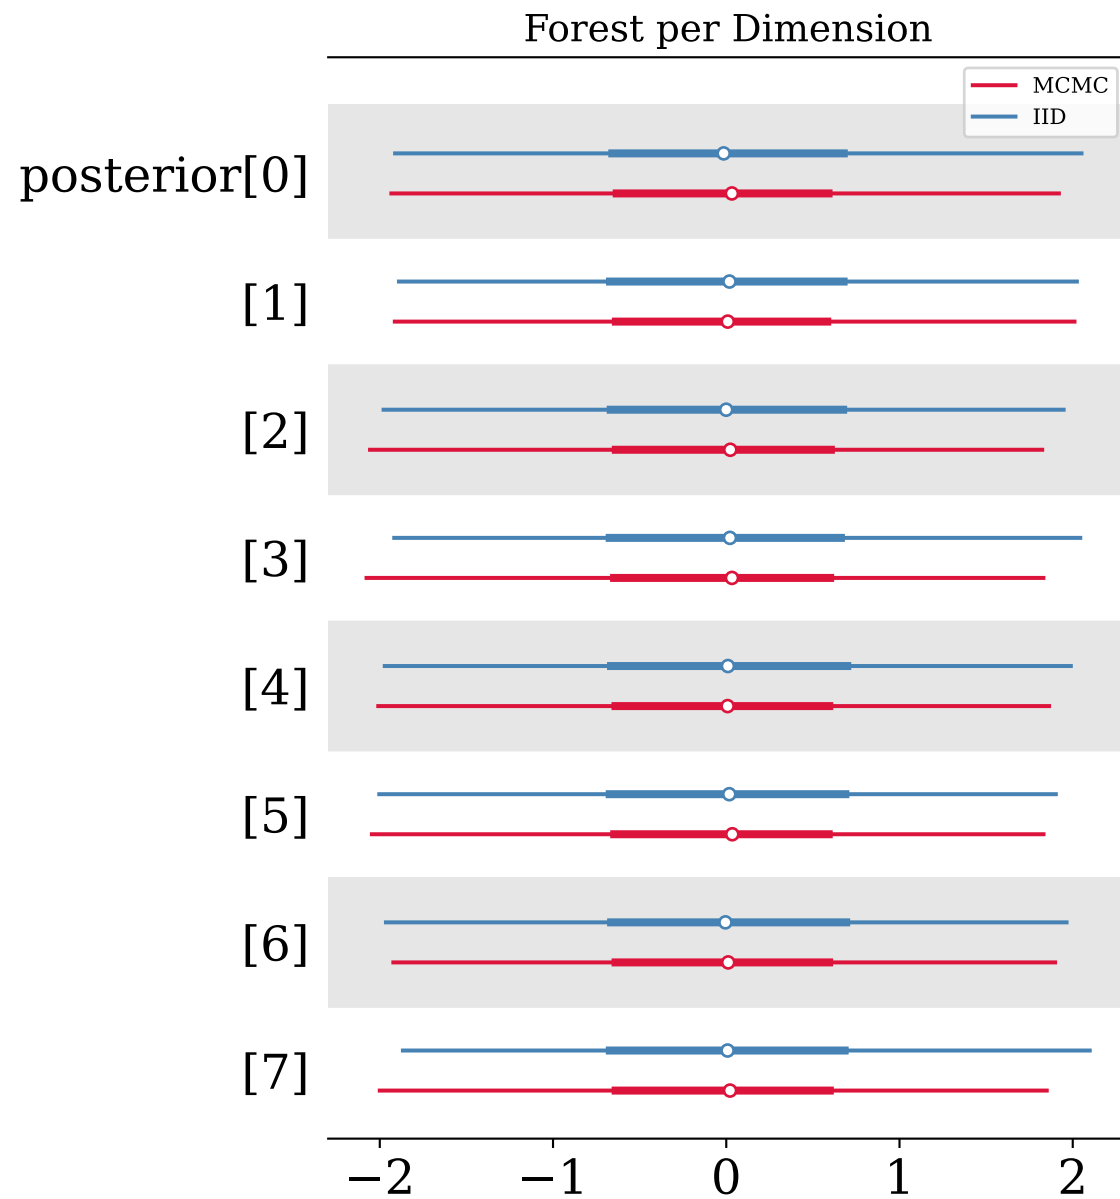 Forest per Dimension
MCMC
IID
posterior[0]
[1]
[2]
[3]
[4]
[5]
[6]
[7]
−2 −1 0 1 2